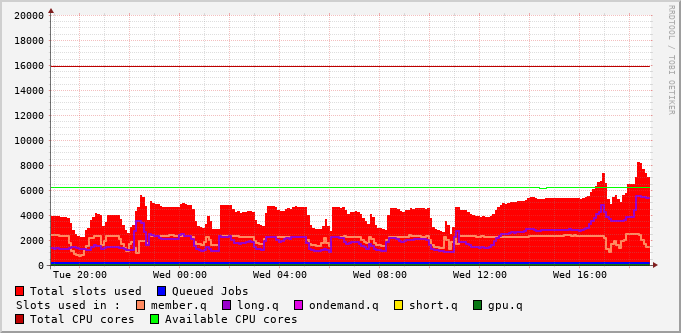 RRDTOOL / TOBI OETIKER
20000
18000
16000
14000
12000
10000
8000
6000
4000
2000
0
Tue 20:00 Wed 00:00 Wed 04:00 Wed 08:00 Wed 12:00 Wed 16:00
Total slots used Queued Jobs
Slots used in : member.q long.q ondemand.q short.q gpu.q
Total CPU cores Available CPU cores